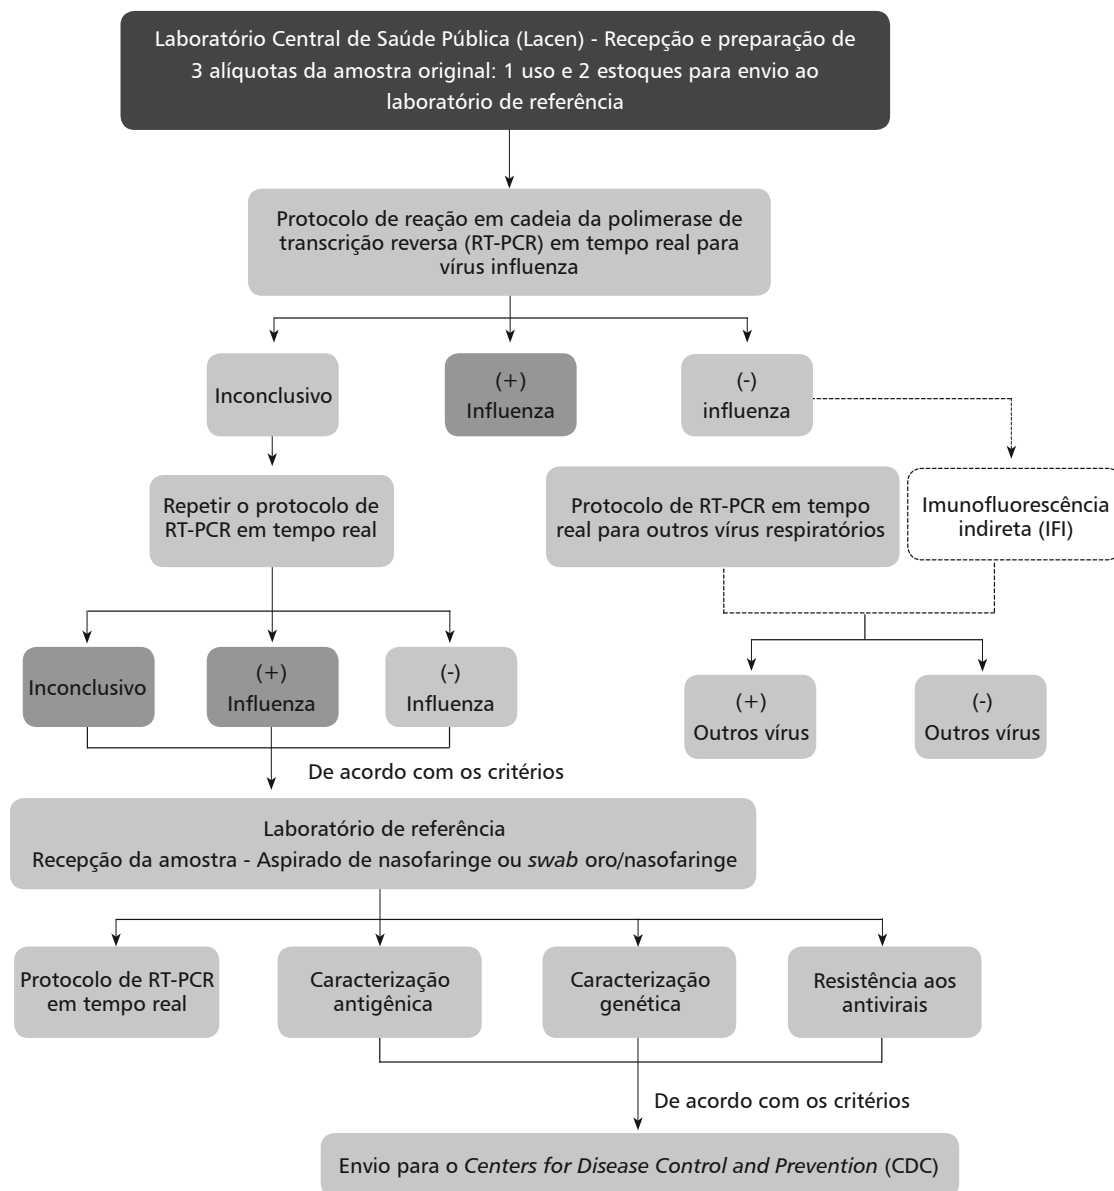 Laboratório Central de Saúde Pública (Lacen) - Recepção e preparação de
3 alíquotas da amostra original: 1 uso e 2 estoques para envio ao
laboratório de referência
Protocolo de reação em cadeia da polimerase de
transcrição reversa (RT-PCR) em tempo real para
vírus influenza
Inconclusivo
(+)
Influenza
(-)
influenza
Repetir o protocolo de
RT-PCR em tempo real
Protocolo de RT-PCR em tempo
real para outros vírus respiratórios
Imunofluorescência
indireta (IFI)
Inconclusivo
(+)
Influenza
(-)
Influenza
(+)
Outros vírus
(-)
Outros vírus
De acordo com os critérios
Laboratório de referência
Recepção da amostra - Aspirado de nasofaringe ou swab oro/nasofaringe
Protocolo de RT-PCR
em tempo real
Caracterização
antigênica
Caracterização
genética
Resistência aos
antivirais
De acordo com os critérios
Envio para o Centers for Disease Control and Prevention (CDC)